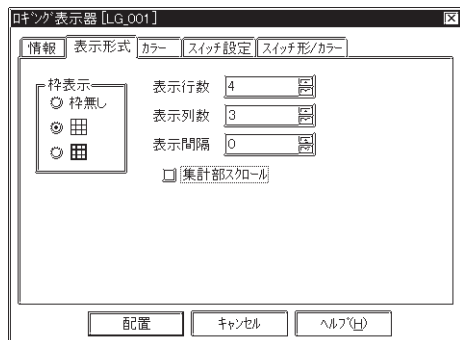 ﾛｷﾞﾝｸﾞ表示器 [LG_001]
情報 表示形式 ｶﾗｰ ｽｲｯﾁ設定 ｽｲｯﾁ形/ｶﾗｰ
枠表示
枠無し
表示行数 4
表示列数 3
表示間隔 0
集計部ｽｸﾛｰﾙ
配置 ｷｬﾝｾﾙ ﾍﾙﾌﾟ(H)